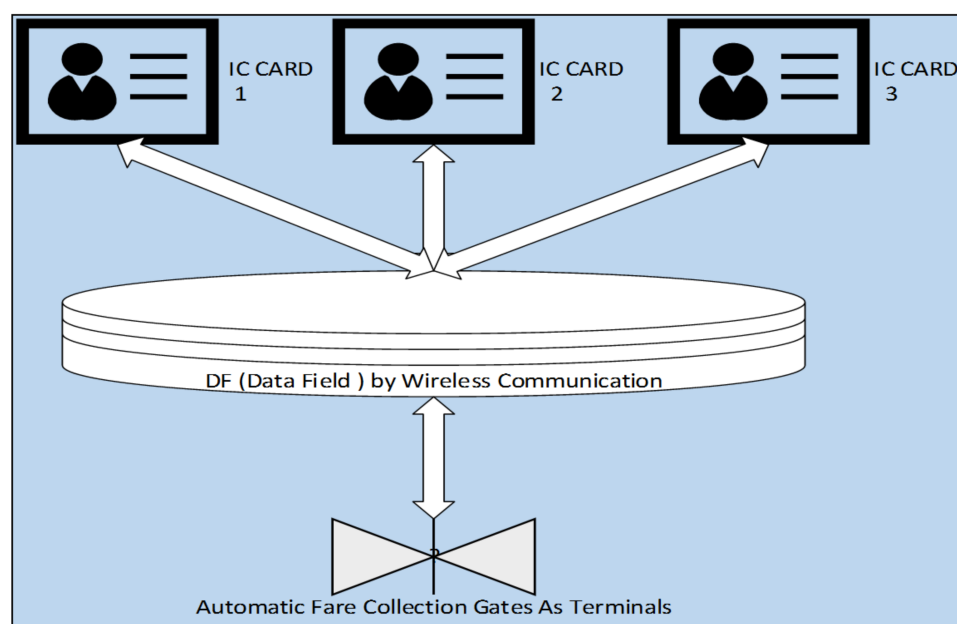 IC CARD
1
IC CARD
2
IC CARD
3
DF (Data Field ) by Wireless Communication
Automatic Fare Collection Gates As Terminals